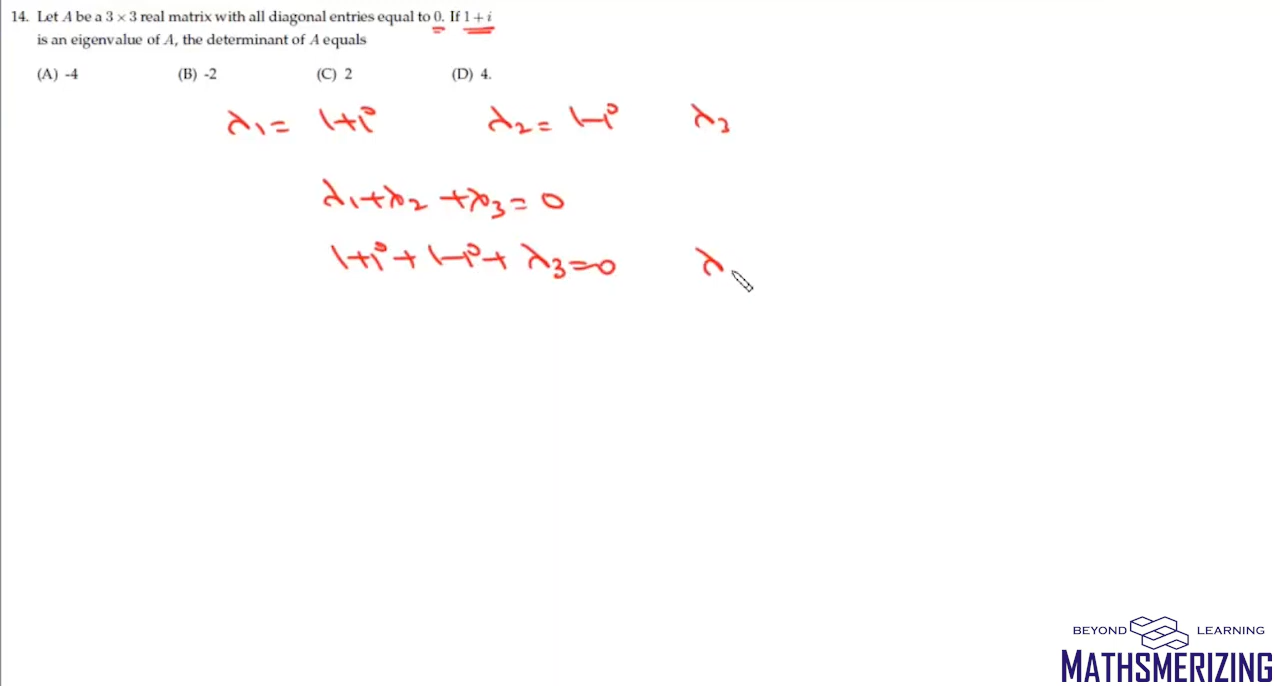 14. Let A be a 3 × 3 real matrix with all diagonal entries equal to 0. If 1 + i
is an eigenvalue of A, the determinant of A equals
(A) -4 (B) -2 (C) 2 (D) 4.
λ1 = 1+i λ2 = 1-i λ3
λ1+λ2 +λ3 = 0
1+i + 1-i + λ3 = 0 λ
BEYOND LEARNING
MATHSMERIZING